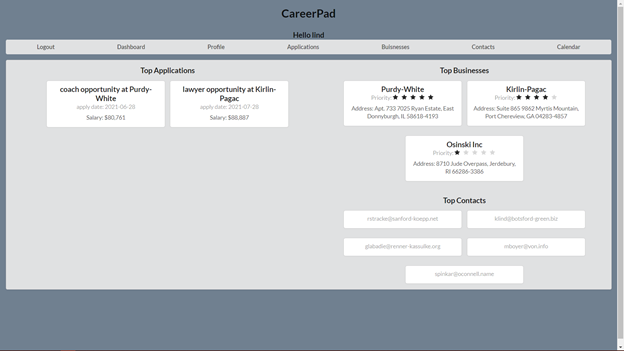 CareerPad
Hello lind
Logout Dashboard Profile Applications Buisnesses Contacts Calendar
Top Applications
coach opportunity at Purdy-
White
apply date: 2021-06-28
Salary: $80,761
lawyer opportunity at Kirlin-
Pagac
apply date: 2021-07-28
Salary: $88,887
Top Businesses
Purdy-White
Priority:
Address: Apt. 733 7025 Ryan Estate, East
Donnyburgh, IL 58618-4193
Kirlin-Pagac
Priority:
Address: Suite 865 9862 Myrtis Mountain,
Port Chereview, GA 04283-4857
Osinski Inc
Priority:
Address: 8710 Jude Overpass, Jerdebury,
RI 66286-3386
Top Contacts
rstracke@sanford-koepp.net
klind@botsford-green.biz
glabadie@renner-kassulke.org
mboyer@von.info
spinkar@oconnell.name